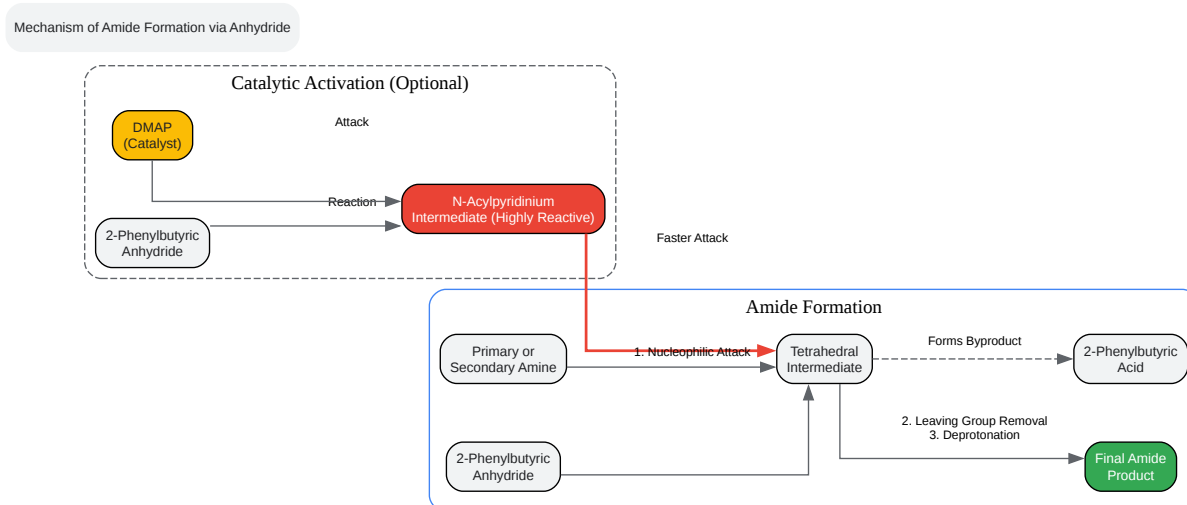 Mechanism of Amide Formation via Anhydride
Catalytic Activation (Optional)
DMAP
(Catalyst)
Attack
Reaction
N-Acylpyridinium
Intermediate (Highly Reactive)
2-Phenylbutyric
Anhydride
Faster Attack
Amide Formation
Primary or
Secondary Amine
1. Nucleophilic Attack
Tetrahedral
Intermediate
Forms Byproduct
2-Phenylbutyric
Acid
2. Leaving Group Removal
3. Deprotonation
2-Phenylbutyric
Anhydride
Final Amide
Product